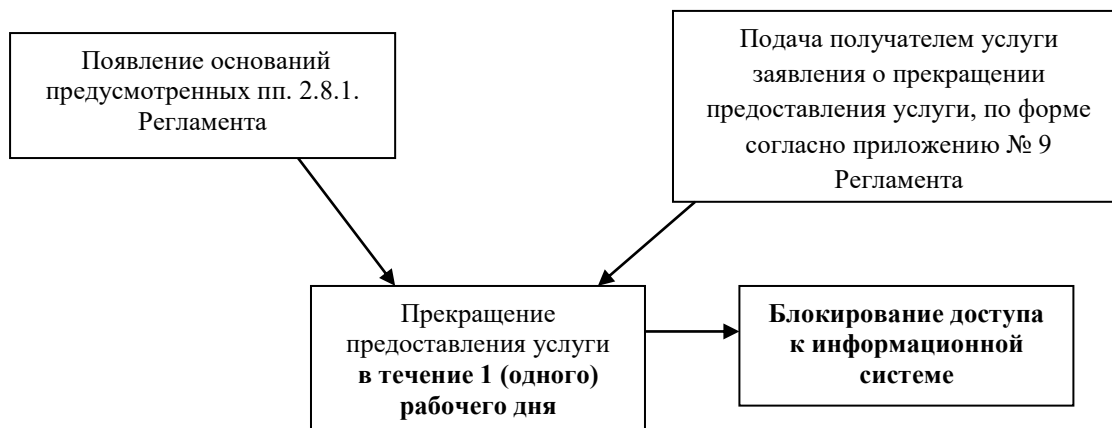 Появление оснований
предусмотренных пп. 2.8.1.
Регламента
Подача получателем услуги
заявления о прекращении
предоставления услуги, по форме
согласно приложению № 9
Регламента
Прекращение
предоставления услуги
в течение 1 (одного)
рабочего дня
Блокирование доступа
к информационной
системе